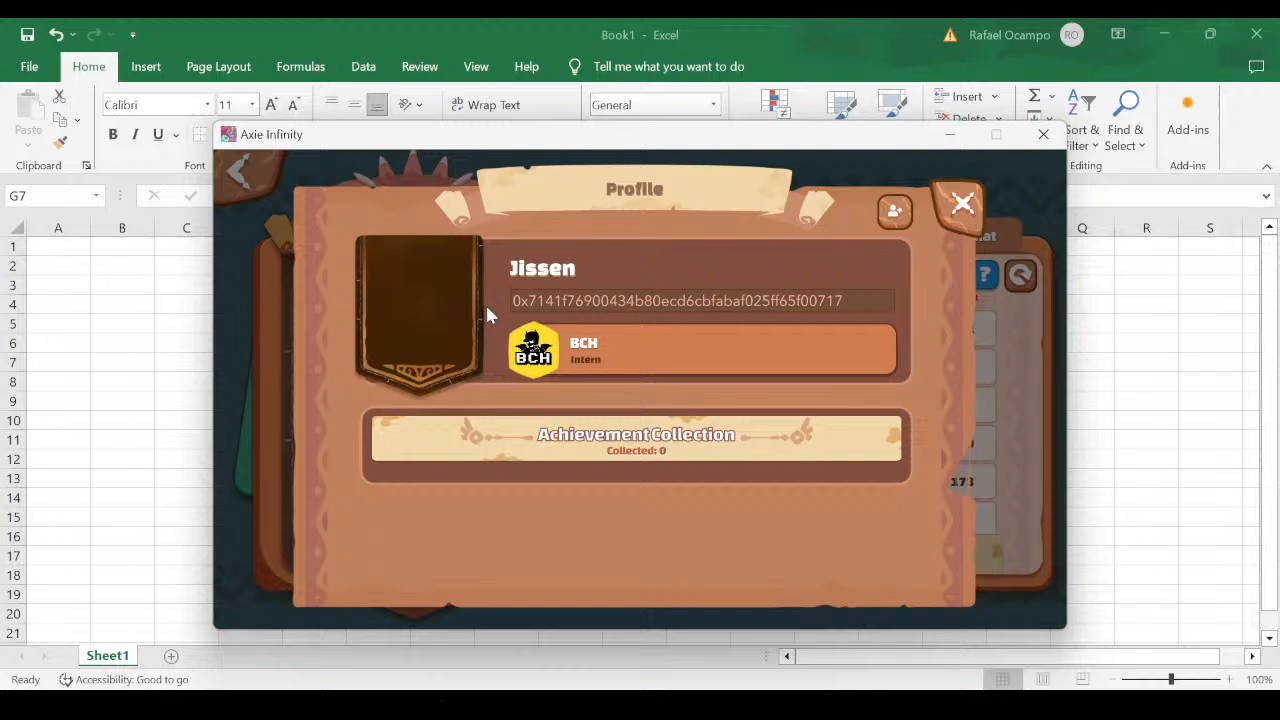 Book1 - Excel
Rafael Ocampo RO
File Home Insert Page Layout Formulas Data Review View Help Tell me what you want to do
Calibri 11 A A Wrap Text General Insert Σ
Paste B I U Delete Sort & Find & Add-ins
Filter Select
Clipboard Font Editing Add-ins
Axie Infinity
G7
A B C Q R S
1
2
3
4
5
6
7
8
9
10
11
12
13
14
15
16
17
18
19
20
21
Profile
Jissen
0x7141f76900434b80ecd6cbfabaf025ff65f00717
BCH
BCH
Intern
Achievement Collection
Collected: 0
?
173
Sheet1
Ready Accessibility: Good to go 100%